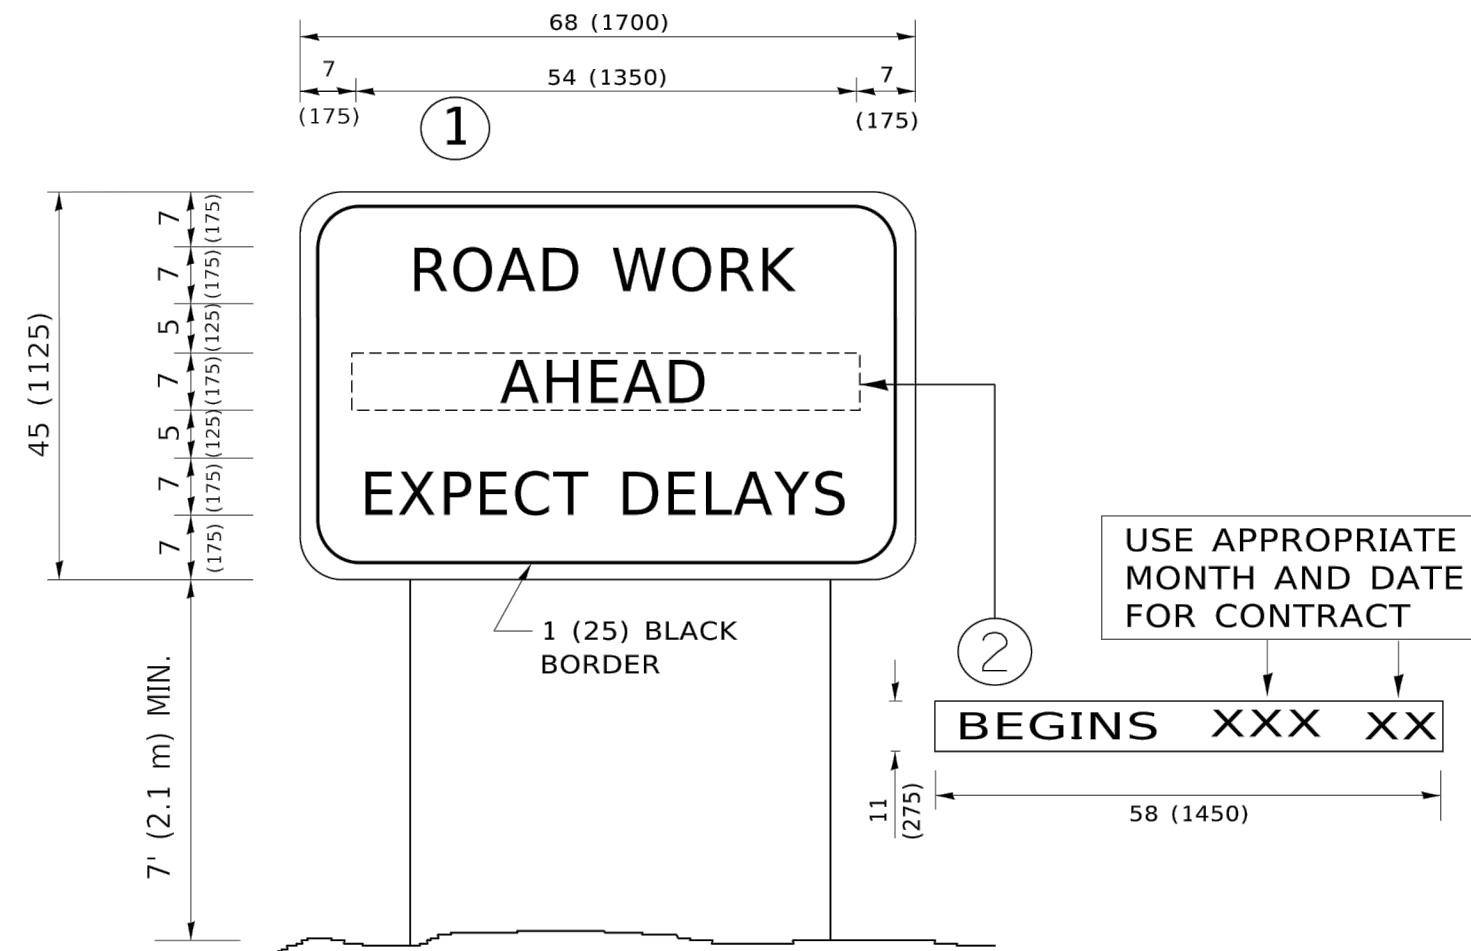 68 (1700)
7
54 (1350)
7
(175)
(175)
1
7
(175)
7
(175)
5
(125)
7
(175)
5
(125)
7
(175)
7
(175)
45 (1125)
ROAD WORK
AHEAD
EXPECT DELAYS
1 (25) BLACK
BORDER
7' (2.1 m) MIN.
USE APPROPRIATE
MONTH AND DATE
FOR CONTRACT
2
BEGINS XXX XX
11
(275)
58 (1450)